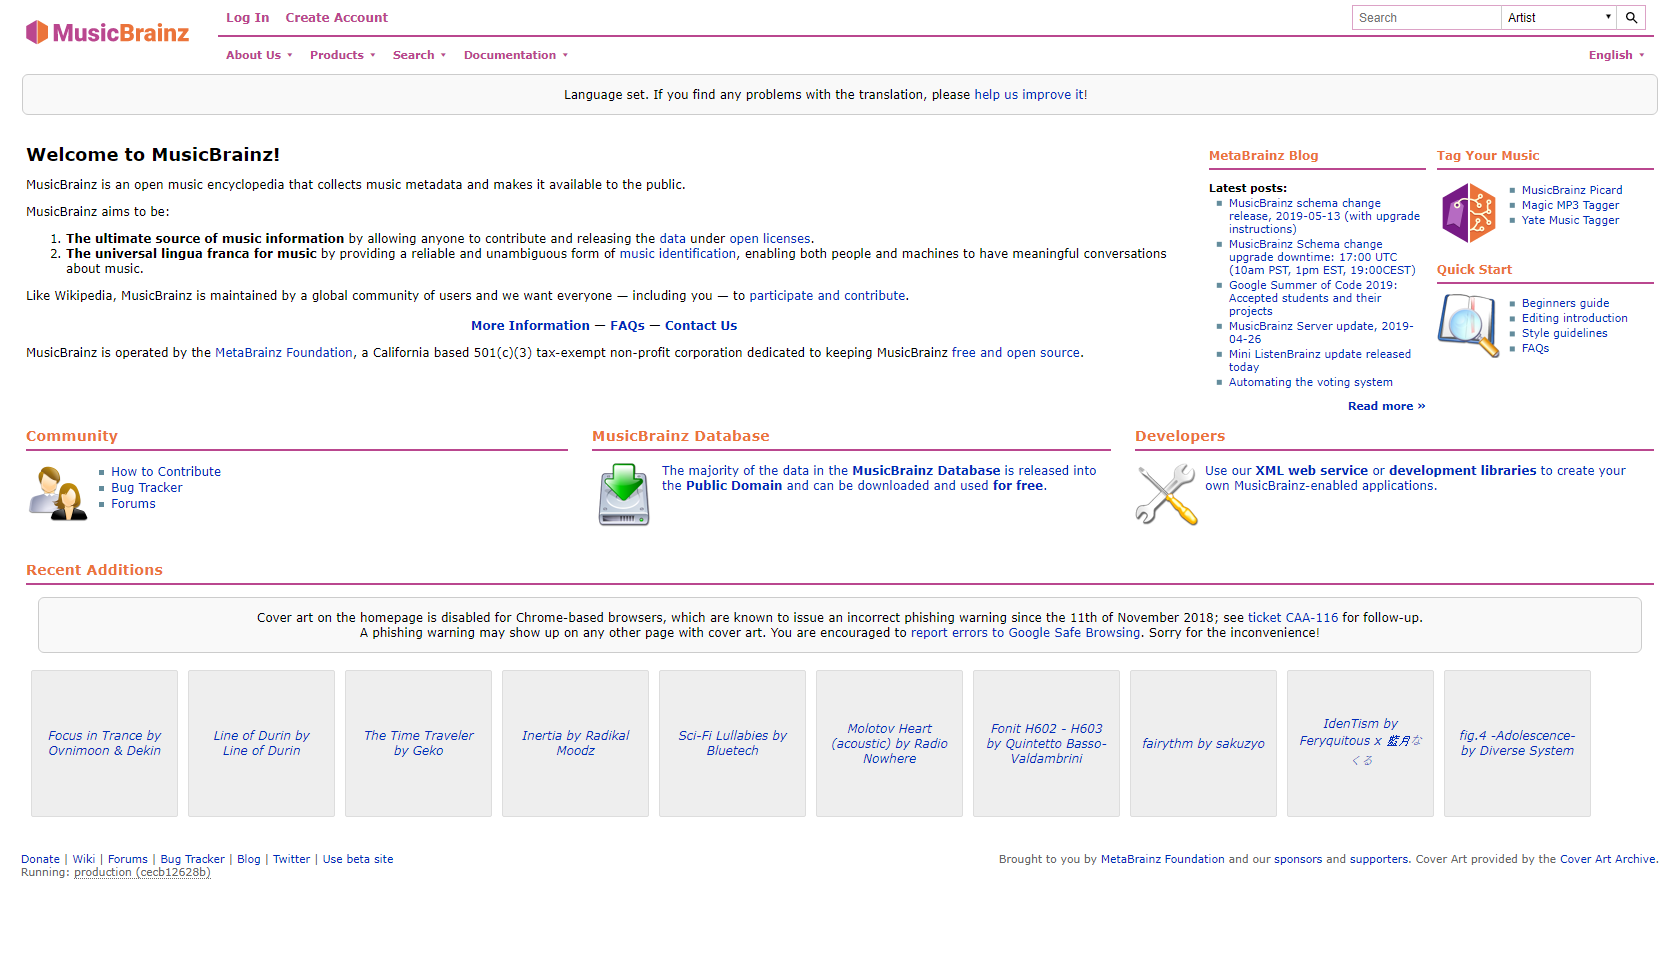 MusicBrainz
Log In Create Account
Search Artist
About Us Products Search Documentation English
Language set. If you find any problems with the translation, please help us improve it!
Welcome to MusicBrainz!
MusicBrainz is an open music encyclopedia that collects music metadata and makes it available to the public.
MusicBrainz aims to be:
1. The ultimate source of music information by allowing anyone to contribute and releasing the data under open licenses.
2. The universal lingua franca for music by providing a reliable and unambiguous form of music identification, enabling both people and machines to have meaningful conversations
about music.
Like Wikipedia, MusicBrainz is maintained by a global community of users and we want everyone — including you — to participate and contribute.
More Information — FAQs — Contact Us
MusicBrainz is operated by the MetaBrainz Foundation, a California based 501(c)(3) tax-exempt non-profit corporation dedicated to keeping MusicBrainz free and open source.
MetaBrainz Blog
Latest posts:
MusicBrainz schema change
release, 2019-05-13 (with upgrade
instructions)
MusicBrainz Schema change
upgrade downtime: 17:00 UTC
(10am PST, 1pm EST, 19:00CEST)
Google Summer of Code 2019:
Accepted students and their
projects
MusicBrainz Server update, 2019-
04-26
Mini ListenBrainz update released
today
Automating the voting system
Read more »
Tag Your Music
MusicBrainz Picard
Magic MP3 Tagger
Yate Music Tagger
Quick Start
Beginners guide
Editing introduction
Style guidelines
FAQs
Community
How to Contribute
Bug Tracker
Forums
MusicBrainz Database
The majority of the data in the MusicBrainz Database is released into
the Public Domain and can be downloaded and used for free.
Developers
Use our XML web service or development libraries to create your
own MusicBrainz-enabled applications.
Recent Additions
Cover art on the homepage is disabled for Chrome-based browsers, which are known to issue an incorrect phishing warning since the 11th of November 2018; see ticket CAA-116 for follow-up.
A phishing warning may show up on any other page with cover art. You are encouraged to report errors to Google Safe Browsing. Sorry for the inconvenience!
Focus in Trance by
Ovnimoon & Dekin
Line of Durin by
Line of Durin
The Time Traveler
by Geko
Inertia by Radikal
Moodz
Sci-Fi Lullabies by
Bluetech
Molotov Heart
(acoustic) by Radio
Nowhere
Fonit H602 - H603
by Quintetto Basso-
Valdambrini
fairythm by sakuzyo
IdenTism by
Feryquitous x 藍月な
くる
fig.4 -Adolescence-
by Diverse System
Donate | Wiki | Forums | Bug Tracker | Blog | Twitter | Use beta site
Running: production (cecb12628b)
Brought to you by MetaBrainz Foundation and our sponsors and supporters. Cover Art provided by the Cover Art Archive.